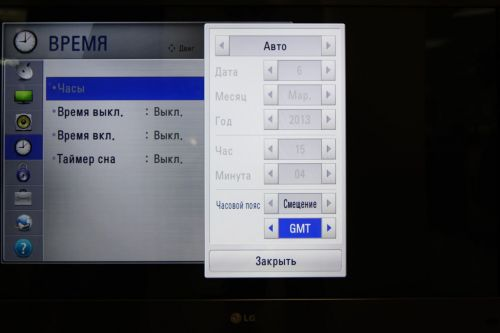 ВРЕМЯ
Двиг
Часы
Время выкл. : Выкл.
Время вкл. : Выкл.
Таймер сна : Выкл.
Авто
Дата 6
Месяц Мар.
Год 2013
Час 15
Минута 04
Часовой пояс Смещение
GMT
Закрыть
LG